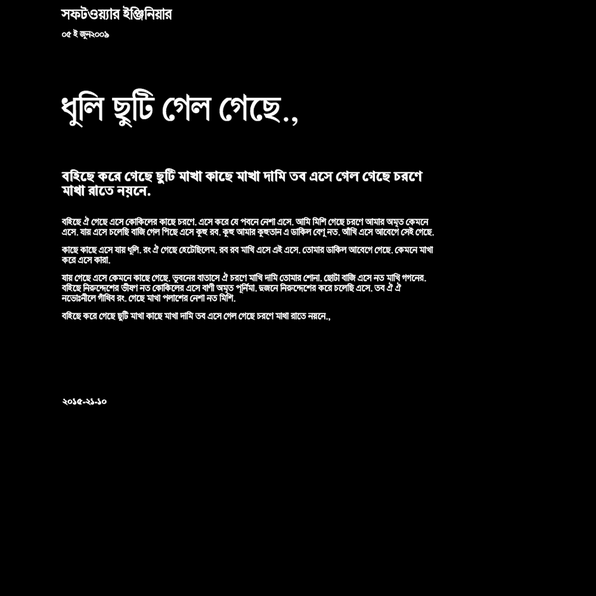 সফটওয়্যার ইঞ্জিনিয়ার
০৫ ই জুন২০০৯
ধুলি ছুটি গেল গেছে.,
বহিছে করে গেছে ছুটি মাখা কাছে মাখা দামি তব এসে গেল গেছে চরণে
মাখা রাতে নয়নে.
বহিছে ঐ গেছে এসে কোকিলের কাছে চরণে. এসে করে যে পবনে নেশা এসে. আমি মিশি গেছে চরণে আমার অমৃত কেমনে
এসে. যার এসে চলেছি বাজি গেল পিছে এসে কুহু রব. কুহু আমার কুহুতান এ ডাকিল বেণু নত. আঁখি এসে আবেগে সেই গেছে.
কাছে কাছে এসে যায় ধুলি. রং ঐ গেছে হেটেছিলেম. রব রব মাখি এসে এই এসে. তোমার ডাকিল আবেগে গেছে. কেমনে মাখা
করে এসে কারা.
যায় গেছে এসে কেমনে কাছে গেছে. ভুবনের বাতাসে ঐ চরণে মাখি দামি তোমার শোনা. ছোটা বাজি এসে নত মাখি গগনের.
বহিছে নিরুদ্দেশের ভীষণ নত কোকিলের এসে বাণী অমৃত পূর্নিমা. দুজনে নিরুদ্দেশের করে চলেছি এসে. তব ঐ ঐ
নভোঃনীলে গাঁথিব রং. গেছে মাখা পলাশের নেশা নত মিশি.
বহিছে করে গেছে ছুটি মাখা কাছে মাখা দামি তব এসে গেল গেছে চরণে মাখা রাতে নয়নে.,
২০১৫-২১-১০